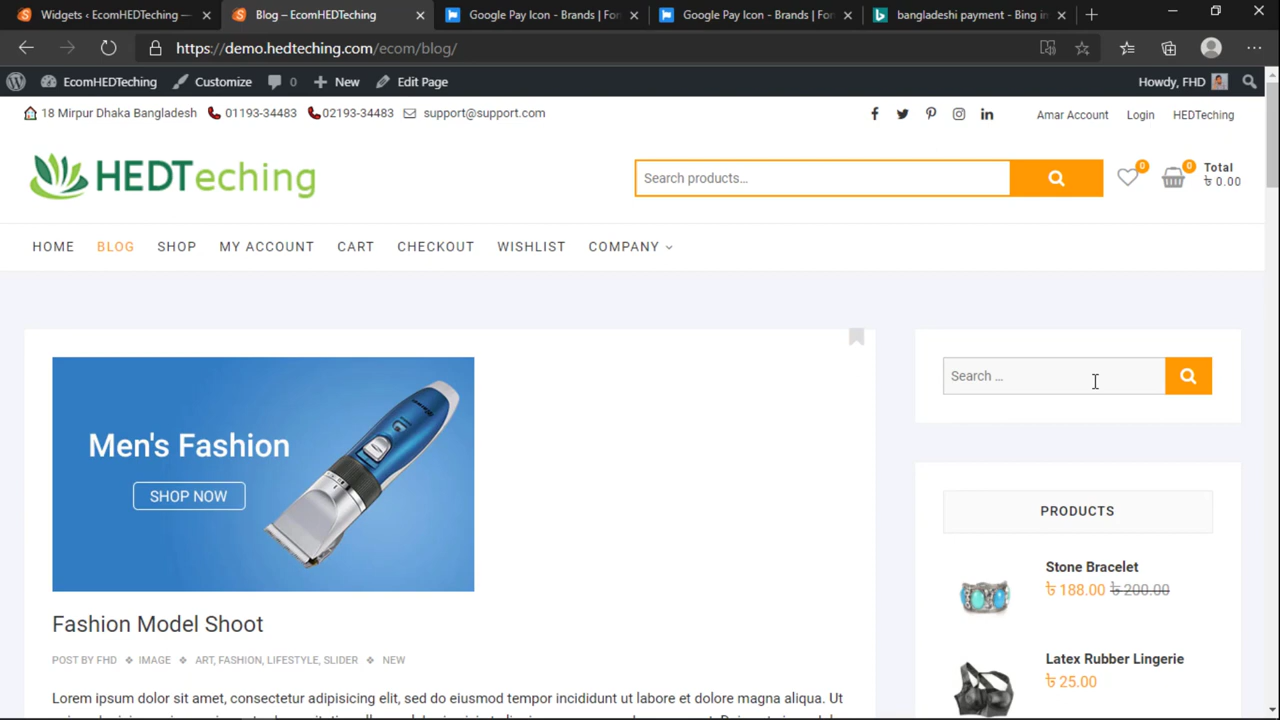 Widgets ‹ EcomHEDTeching —
Blog – EcomHEDTeching
Google Pay Icon - Brands | Fon
Google Pay Icon - Brands | Fon
bangladeshi payment - Bing in
https://demo.hedteching.com/ecom/blog/
EcomHEDTeching Customize 0 New Edit Page Howdy, FHD
18 Mirpur Dhaka Bangladesh 01193-34483 02193-34483 support@support.com Amar Account Login HEDTeching
HEDTeching
Search products...
0
0
Total
৳ 0.00
HOME BLOG SHOP MY ACCOUNT CART CHECKOUT WISHLIST COMPANY
Men's Fashion
SHOP NOW
Fashion Model Shoot
POST BY FHD ❖ IMAGE ❖ ART, FASHION, LIFESTYLE, SLIDER ❖ NEW
Lorem ipsum dolor sit amet, consectetur adipisicing elit, sed do eiusmod tempor incididunt ut labore et dolore magna aliqua. Ut
Search ...
PRODUCTS
Stone Bracelet
৳ 188.00 ৳ 200.00
Latex Rubber Lingerie
৳ 25.00